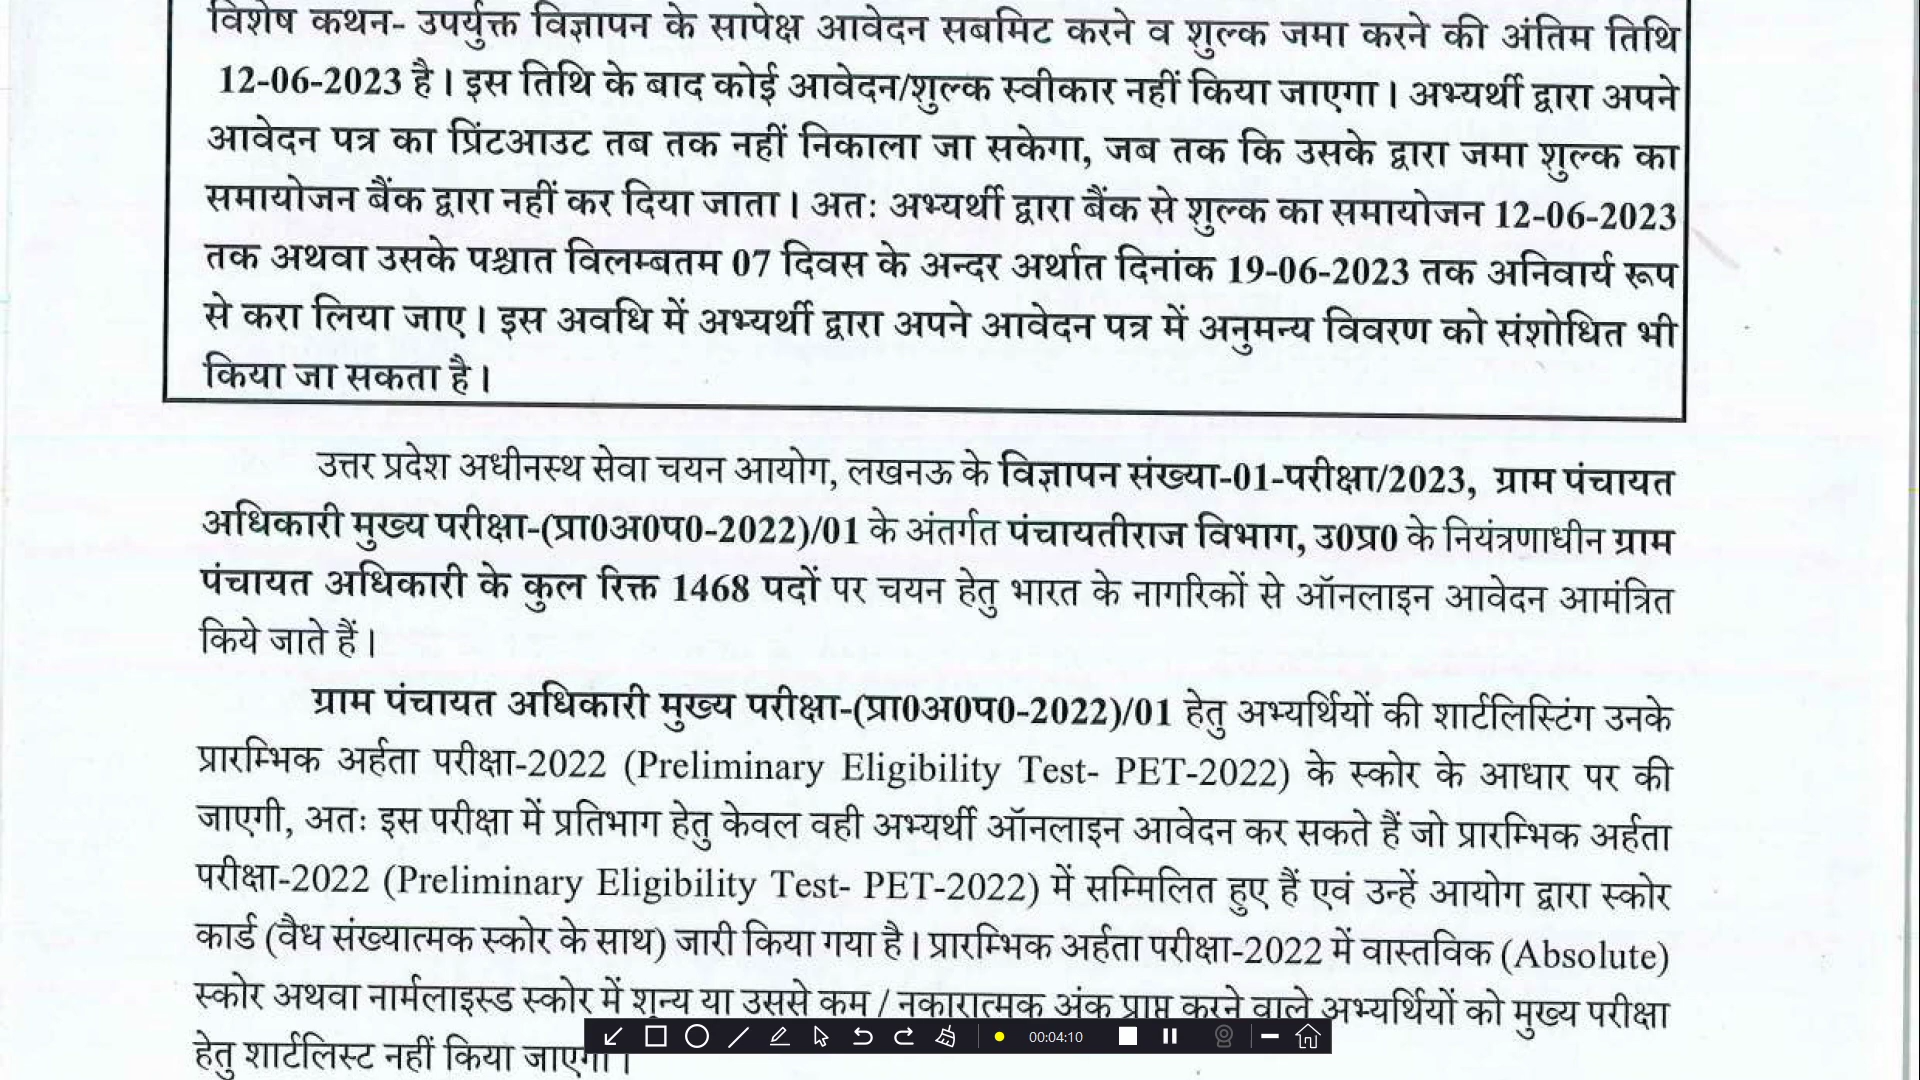 विशेष कथन- उपर्युक्त विज्ञापन के सापेक्ष आवेदन सबमिट करने व शुल्क जमा करने की अंतिम तिथि
12-06-2023 है। इस तिथि के बाद कोई आवेदन/शुल्क स्वीकार नहीं किया जाएगा। अभ्यर्थी द्वारा अपने
आवेदन पत्र का प्रिंटआउट तब तक नहीं निकाला जा सकेगा, जब तक कि उसके द्वारा जमा शुल्क का
समायोजन बैंक द्वारा नहीं कर दिया जाता। अतः अभ्यर्थी द्वारा बैंक से शुल्क का समायोजन 12-06-2023
तक अथवा उसके पश्चात विलम्बतम 07 दिवस के अन्दर अर्थात दिनांक 19-06-2023 तक अनिवार्य रूप
से करा लिया जाए। इस अवधि में अभ्यर्थी द्वारा अपने आवेदन पत्र में अनुमन्य विवरण को संशोधित भी
किया जा सकता है।
उत्तर प्रदेश अधीनस्थ सेवा चयन आयोग, लखनऊ के विज्ञापन संख्या-01-परीक्षा/2023, ग्राम पंचायत
अधिकारी मुख्य परीक्षा-(प्रा0अ0प0-2022)/01 के अंतर्गत पंचायतीराज विभाग, उ0प्र0 के नियंत्रणाधीन ग्राम
पंचायत अधिकारी के कुल रिक्त 1468 पदों पर चयन हेतु भारत के नागरिकों से ऑनलाइन आवेदन आमंत्रित
किये जाते हैं।
ग्राम पंचायत अधिकारी मुख्य परीक्षा-(प्रा0अ0प0-2022)/01 हेतु अभ्यर्थियों की शार्टलिस्टिंग उनके
प्रारम्भिक अर्हता परीक्षा-2022 (Preliminary Eligibility Test- PET-2022) के स्कोर के आधार पर की
जाएगी, अतः इस परीक्षा में प्रतिभाग हेतु केवल वही अभ्यर्थी ऑनलाइन आवेदन कर सकते हैं जो प्रारम्भिक अर्हता
परीक्षा-2022 (Preliminary Eligibility Test- PET-2022) में सम्मिलित हुए हैं एवं उन्हें आयोग द्वारा स्कोर
कार्ड (वैध संख्यात्मक स्कोर के साथ) जारी किया गया है। प्रारम्भिक अर्हता परीक्षा-2022 में वास्तविक (Absolute)
स्कोर अथवा नार्मलाइस्ड स्कोर में शून्य या उससे कम / नकारात्मक अंक प्राप्त करने वाले अभ्यर्थियों को मुख्य परीक्षा
हेतु शार्टलिस्ट नहीं किया जाएगा।
00:04:10